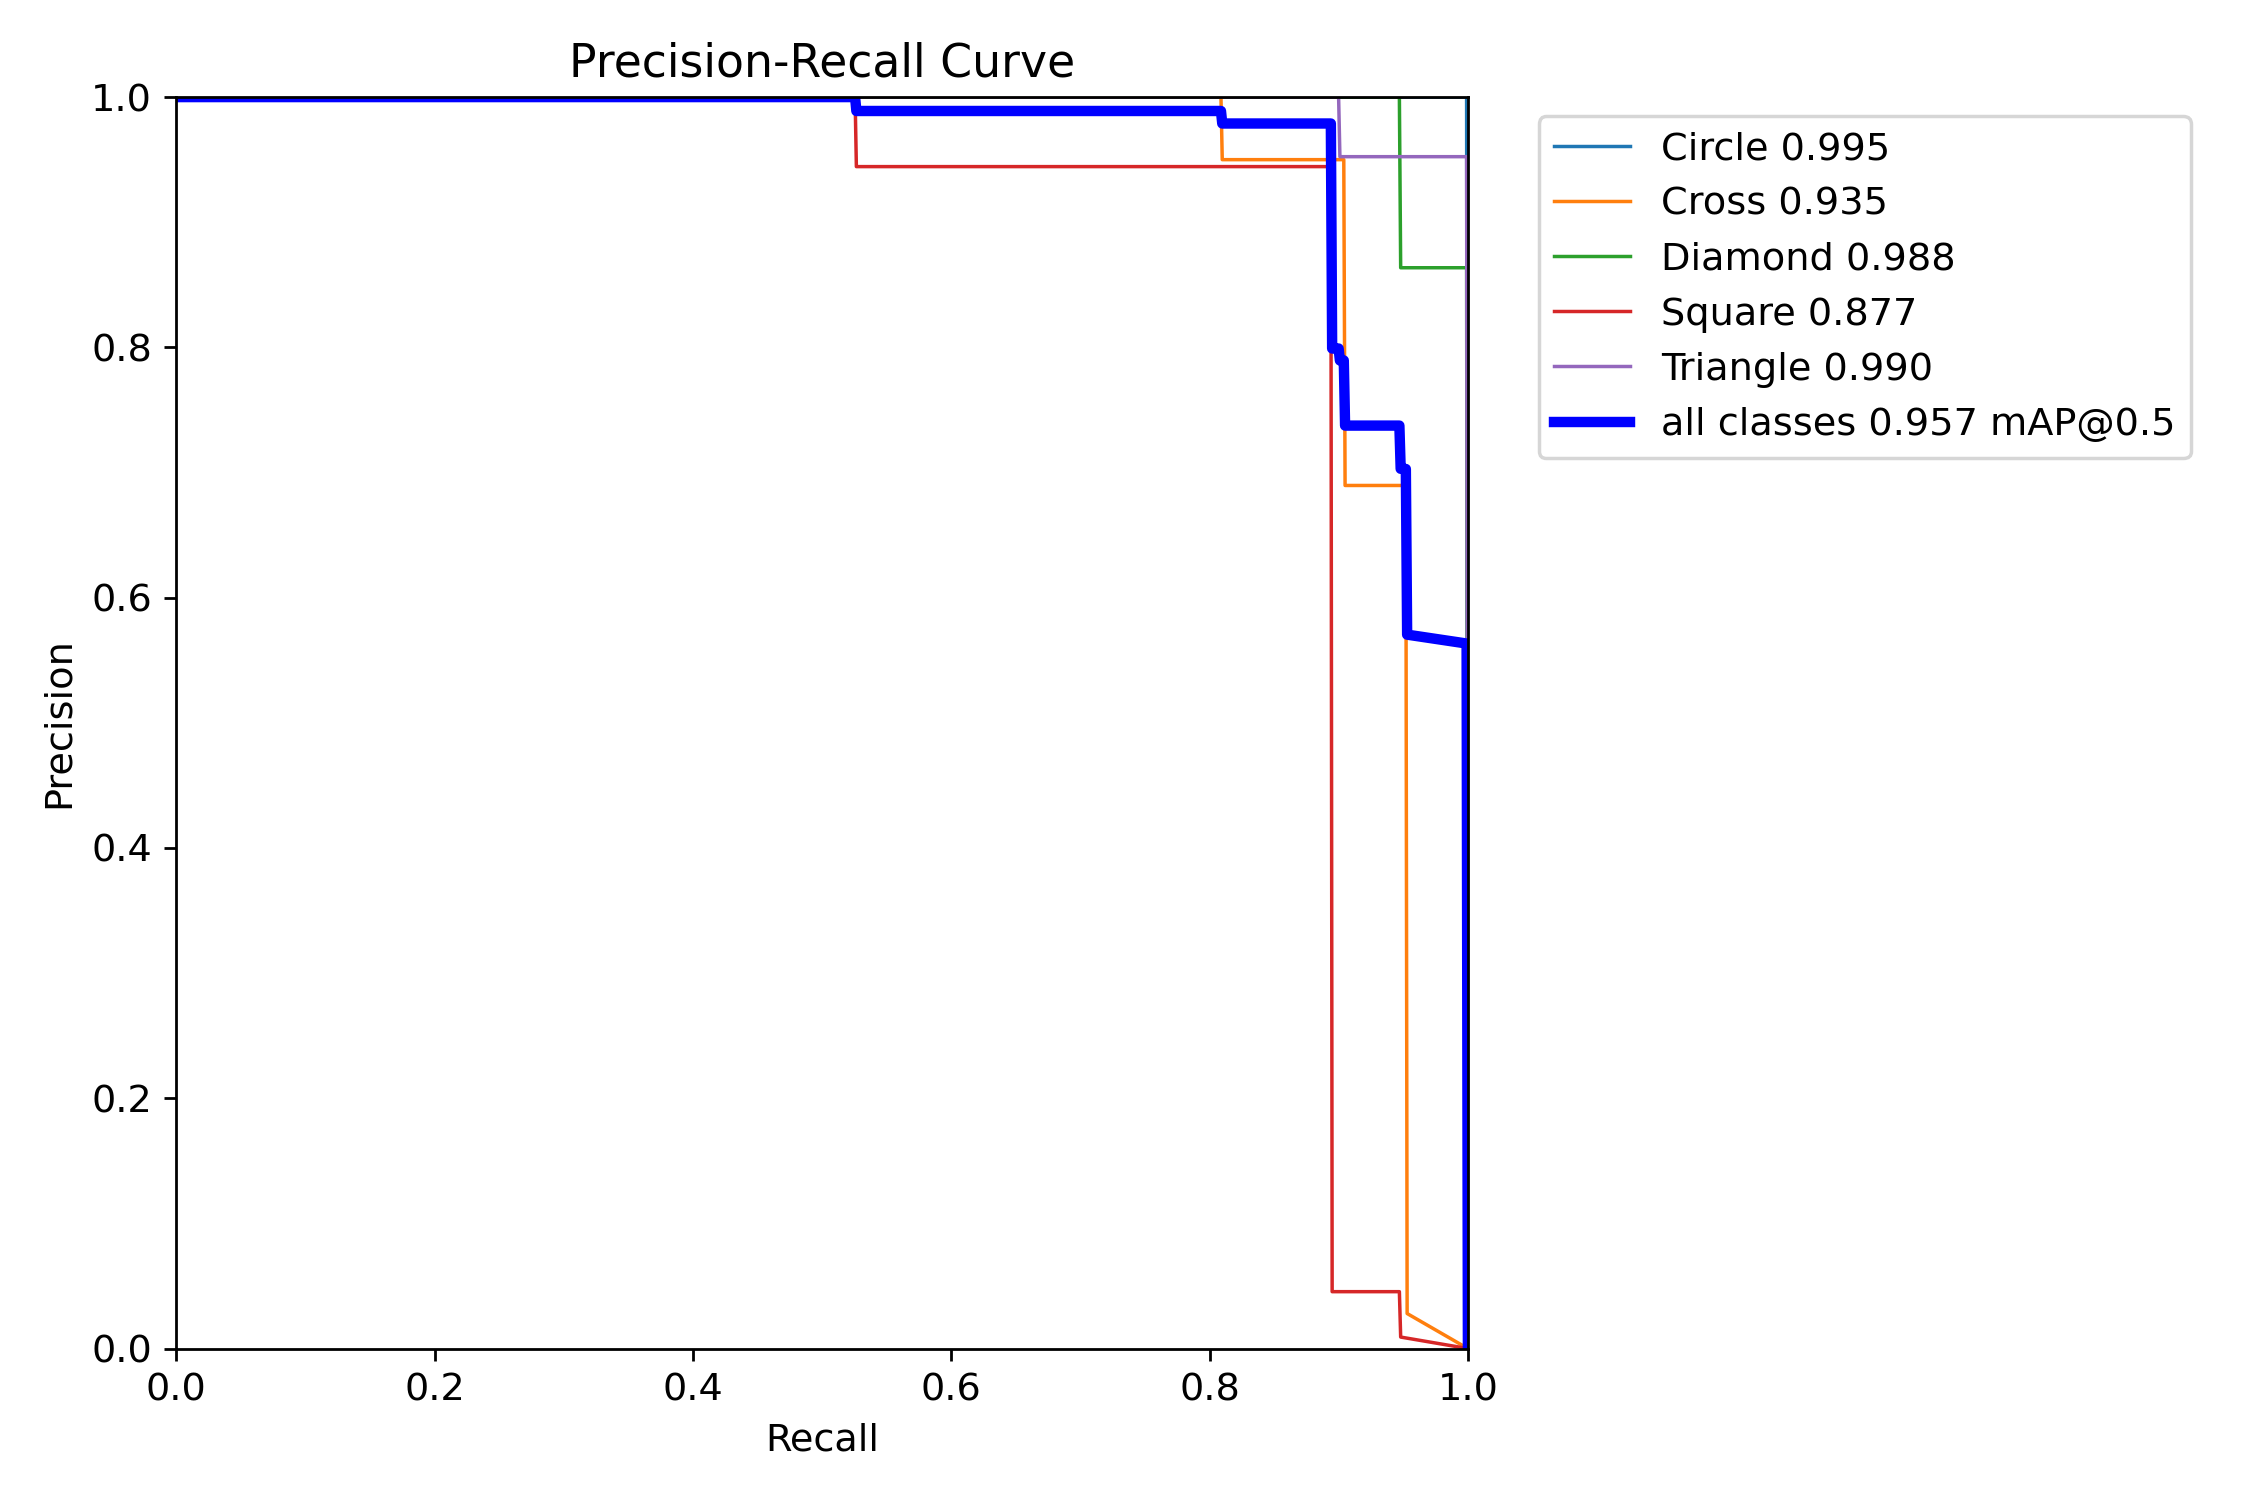 Precision-Recall Curve
1.0
0.8
0.6
0.4
0.2
0.0
Precision
0.0 0.2 0.4 0.6 0.8 1.0
Recall
Circle 0.995
Cross 0.935
Diamond 0.988
Square 0.877
Triangle 0.990
all classes 0.957 mAP@0.5